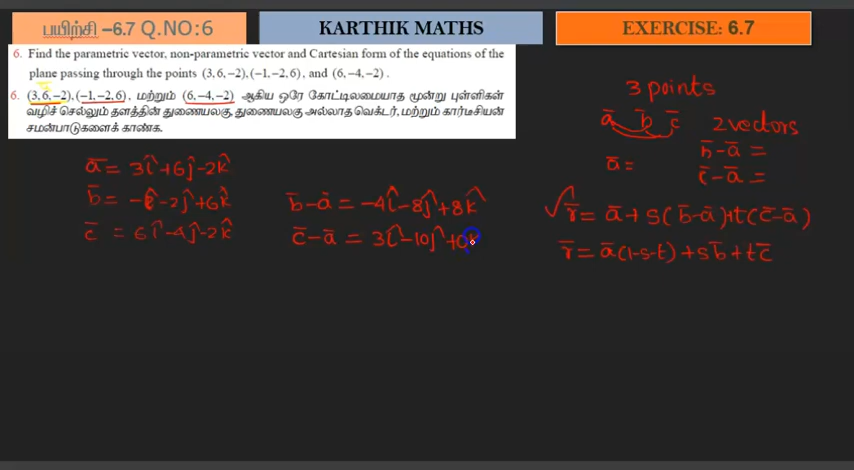 பயிற்சி –6.7 Q.NO:6
KARTHIK MATHS
EXERCISE: 6.7
6. Find the parametric vector, non-parametric vector and Cartesian form of the equations of the
plane passing through the points (3, 6, −2), (−1, −2, 6), and (6, −4, −2).
6. (3, 6, −2), (−1, −2, 6), மற்றும் (6, −4, −2) ஆகிய ஒரே கோட்டிலமையாத மூன்று புள்ளிகள்
வழிச் செல்லும் தளத்தின் துணையலகு, துணையலகு அல்லாத வெக்டர், மற்றும் கார்டீசியன்
சமன்பாடுகளைக் காண்க.
3 points
a̅ b̅ c̅ 2 vectors
a̅ = b̅ − a̅ =
c̅ − a̅ =
a̅ = 3î + 6ĵ − 2k̂
b̅ = −î − 2ĵ + 6k̂
c̅ = 6î − 4ĵ − 2k̂
b̅ − a̅ = −4î − 8ĵ + 8k̂
c̅ − a̅ = 3î − 10ĵ + 0k̂
r̅ = a̅ + s(b̅ − a̅) + t(c̅ − a̅)
r̅ = a̅(1−s−t) + sb̅ + tc̅